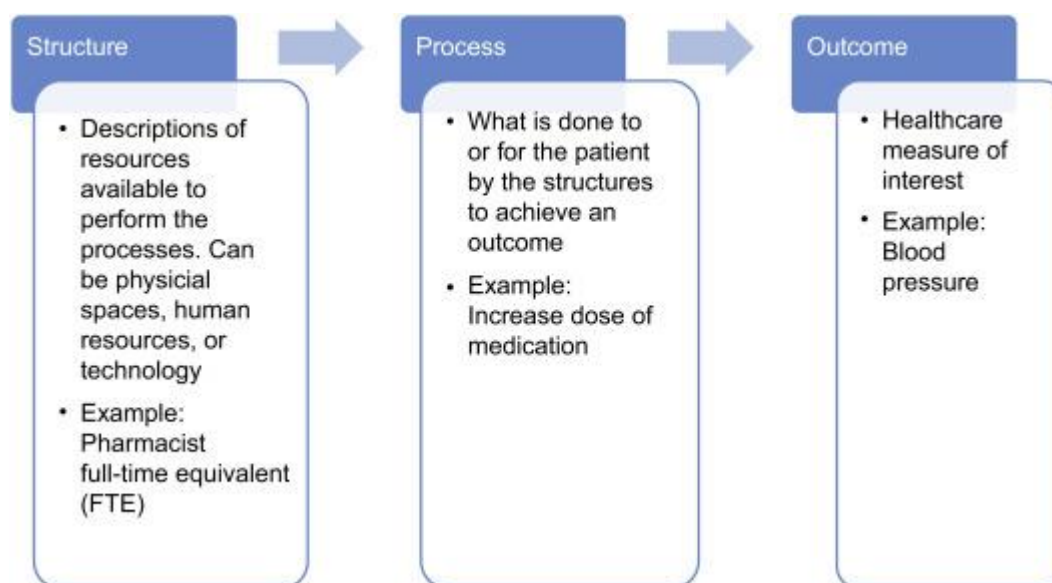 Structure
• Descriptions of
resources
available to
perform the
processes. Can
be physicial
spaces, human
resources, or
technology
• Example:
Pharmacist
full-time equivalent
(FTE)
Process
• What is done to
or for the patient
by the structures
to achieve an
outcome
• Example:
Increase dose of
medication
Outcome
• Healthcare
measure of
interest
• Example:
Blood
pressure